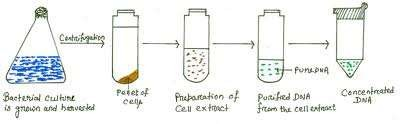 Centrifugation
Bacterial culture
is grown and harvested
Pellet of
cells
Preparation of
Cell extract
Pure DNA
Purified DNA
from the cell extract
Concentrated
DNA